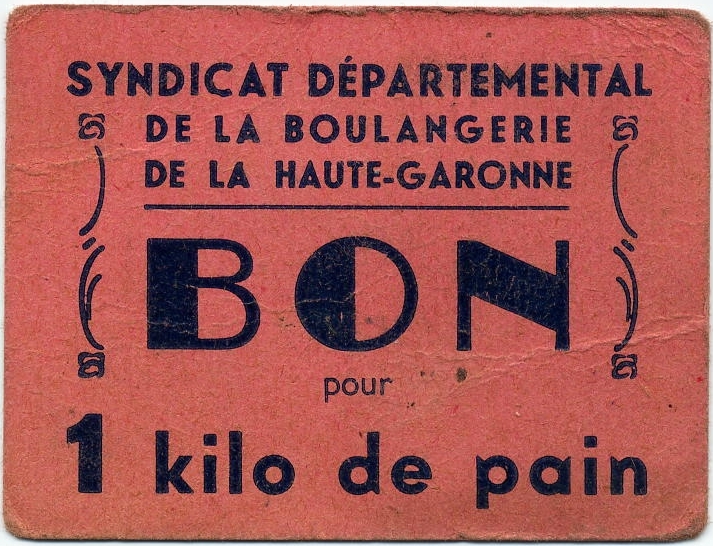 SYNDICAT DÉPARTEMENTAL
DE LA BOULANGERIE
DE LA HAUTE-GARONNE
BON
pour
1 kilo de pain